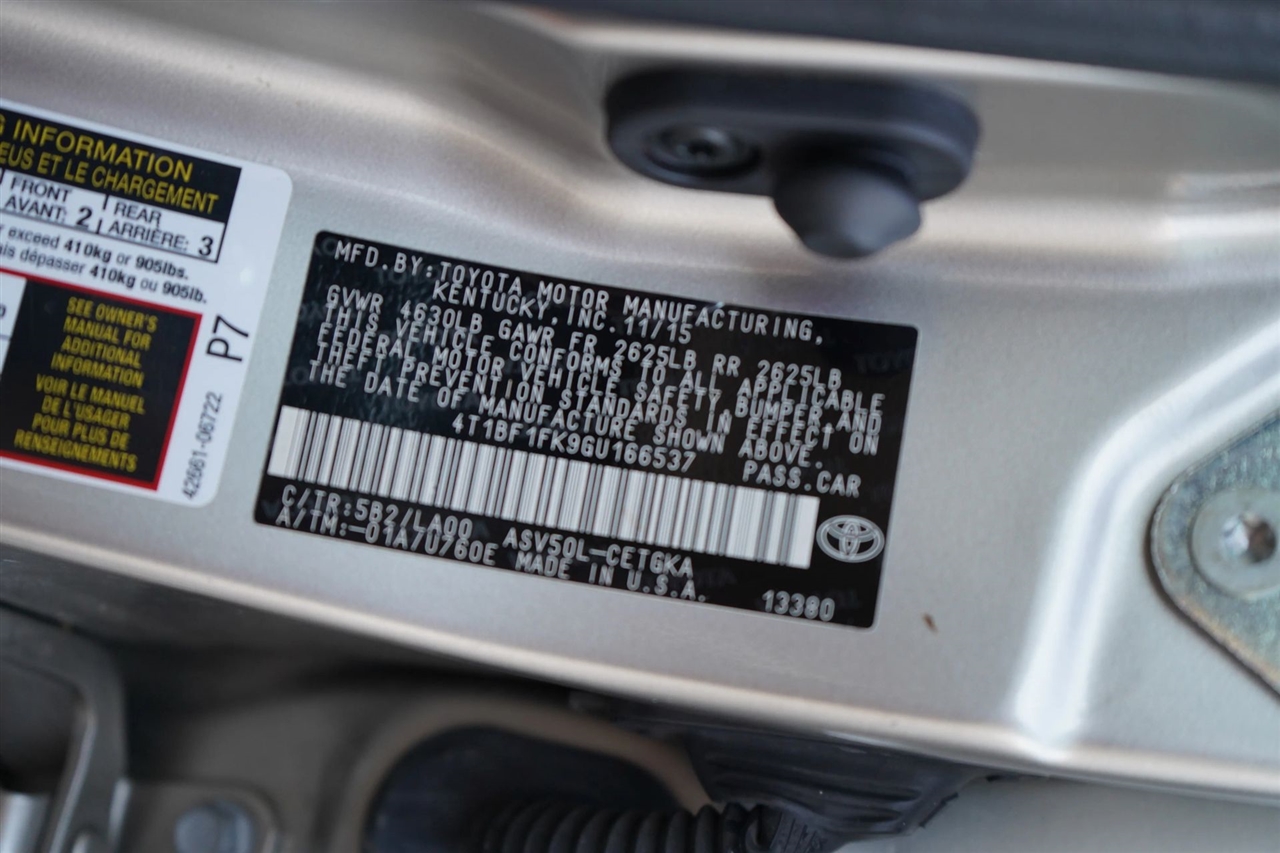 G INFORMATION
EUS ET LE CHARGEMENT
FRONT
AVANT: 2
REAR
ARRIÈRE: 3
exceed 410kg or 905lbs.
ais dépasser 410kg ou 905lb.
SEE OWNER'S
MANUAL FOR
ADDITIONAL
INFORMATION
VOIR LE MANUEL
DE L'USAGER
POUR PLUS DE
RENSEIGNEMENTS
P7
42661-06722
MFD.BY:TOYOTA MOTOR MANUFACTURING,
KENTUCKY,INC.11/15
GVWR 4630LB GAWR FR 2625LB RR 2625LB
THIS VEHICLE CONFORMS TO ALL APPLICABLE
FEDERAL MOTOR VEHICLE SAFETY,BUMPER,AND
THEFT PREVENTION STANDARDS IN EFFECT ON
THE DATE OF MANUFACTURE SHOWN ABOVE.
4T1BF1FK9GU166537 PASS.CAR
C/TR:5B2/LA00 ASV50L-CETGKA
A/TM:-01A/U760E MADE IN U.S.A. 13380